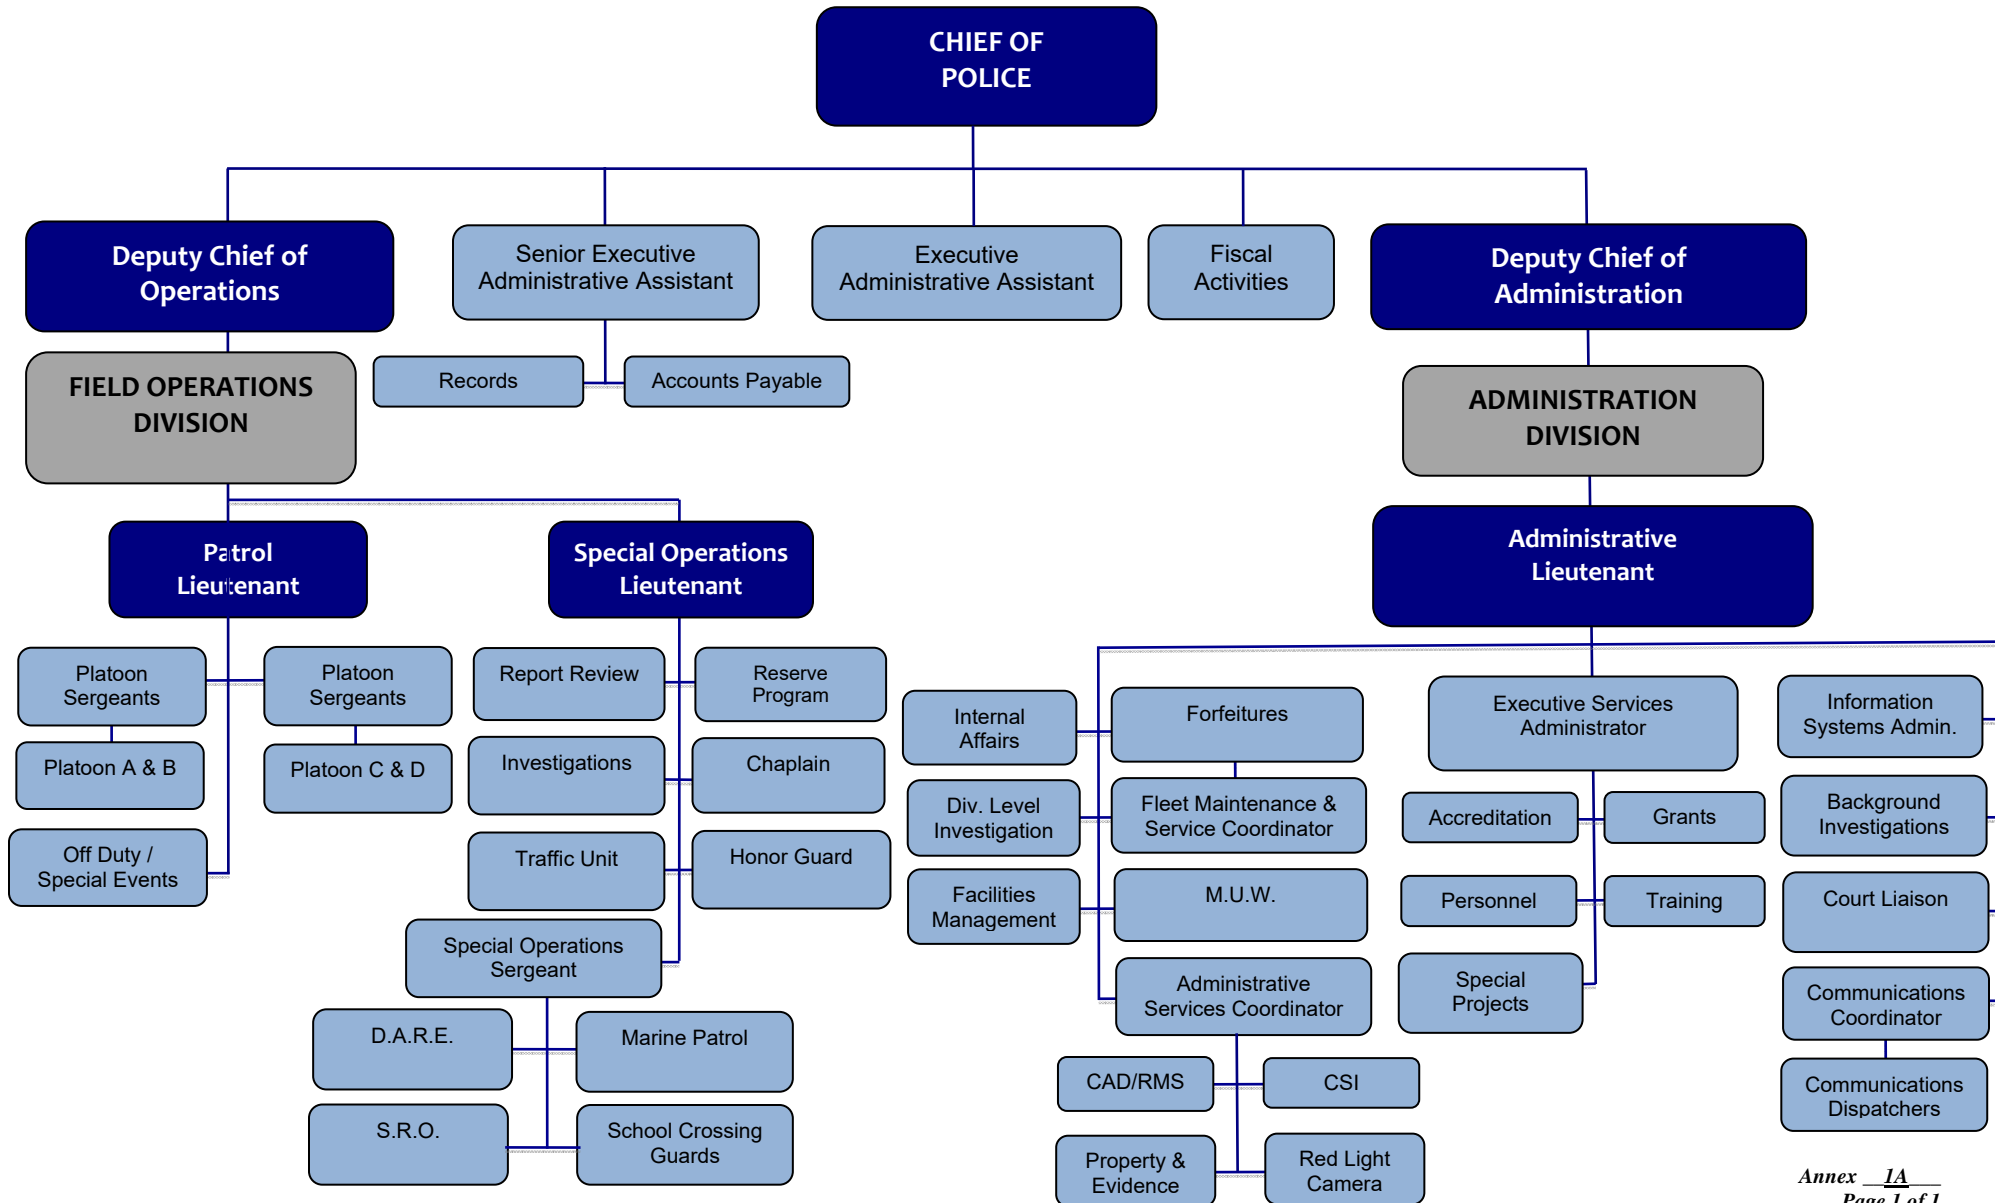 CHIEF OF
POLICE
Deputy Chief of
Operations
Senior Executive
Administrative Assistant
Executive
Administrative Assistant
Fiscal
Activities
Deputy Chief of
Administration
FIELD OPERATIONS
DIVISION
Records
Accounts Payable
ADMINISTRATION
DIVISION
Patrol
Lieutenant
Special Operations
Lieutenant
Administrative
Lieutenant
Platoon
Sergeants
Platoon
Sergeants
Platoon A & B
Platoon C & D
Off Duty /
Special Events
Report Review
Reserve
Program
Investigations
Chaplain
Traffic Unit
Honor Guard
Special Operations
Sergeant
D.A.R.E.
Marine Patrol
S.R.O.
School Crossing
Guards
Internal
Affairs
Forfeitures
Div. Level
Investigation
Fleet Maintenance &
Service Coordinator
Facilities
Management
M.U.W.
Administrative
Services Coordinator
CAD/RMS
CSI
Property &
Evidence
Red Light
Camera
Executive Services
Administrator
Accreditation
Grants
Personnel
Training
Special
Projects
Information
Systems Admin.
Background
Investigations
Court Liaison
Communications
Coordinator
Communications
Dispatchers
Annex __1A___
Page 1 of 1